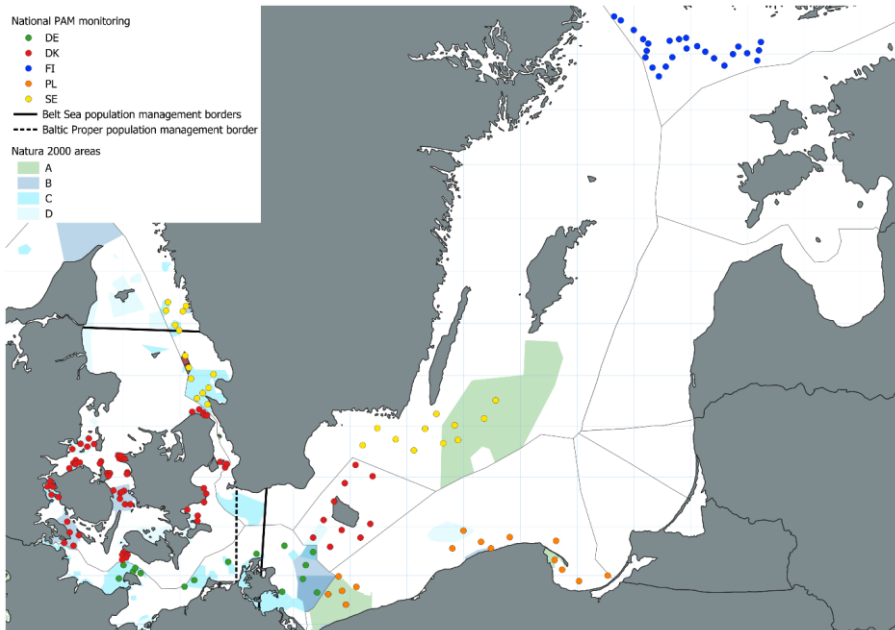 National PAM monitoring
DE
DK
FI
PL
SE
Belt Sea population management borders
Baltic Proper population management border
Natura 2000 areas
A
B
C
D